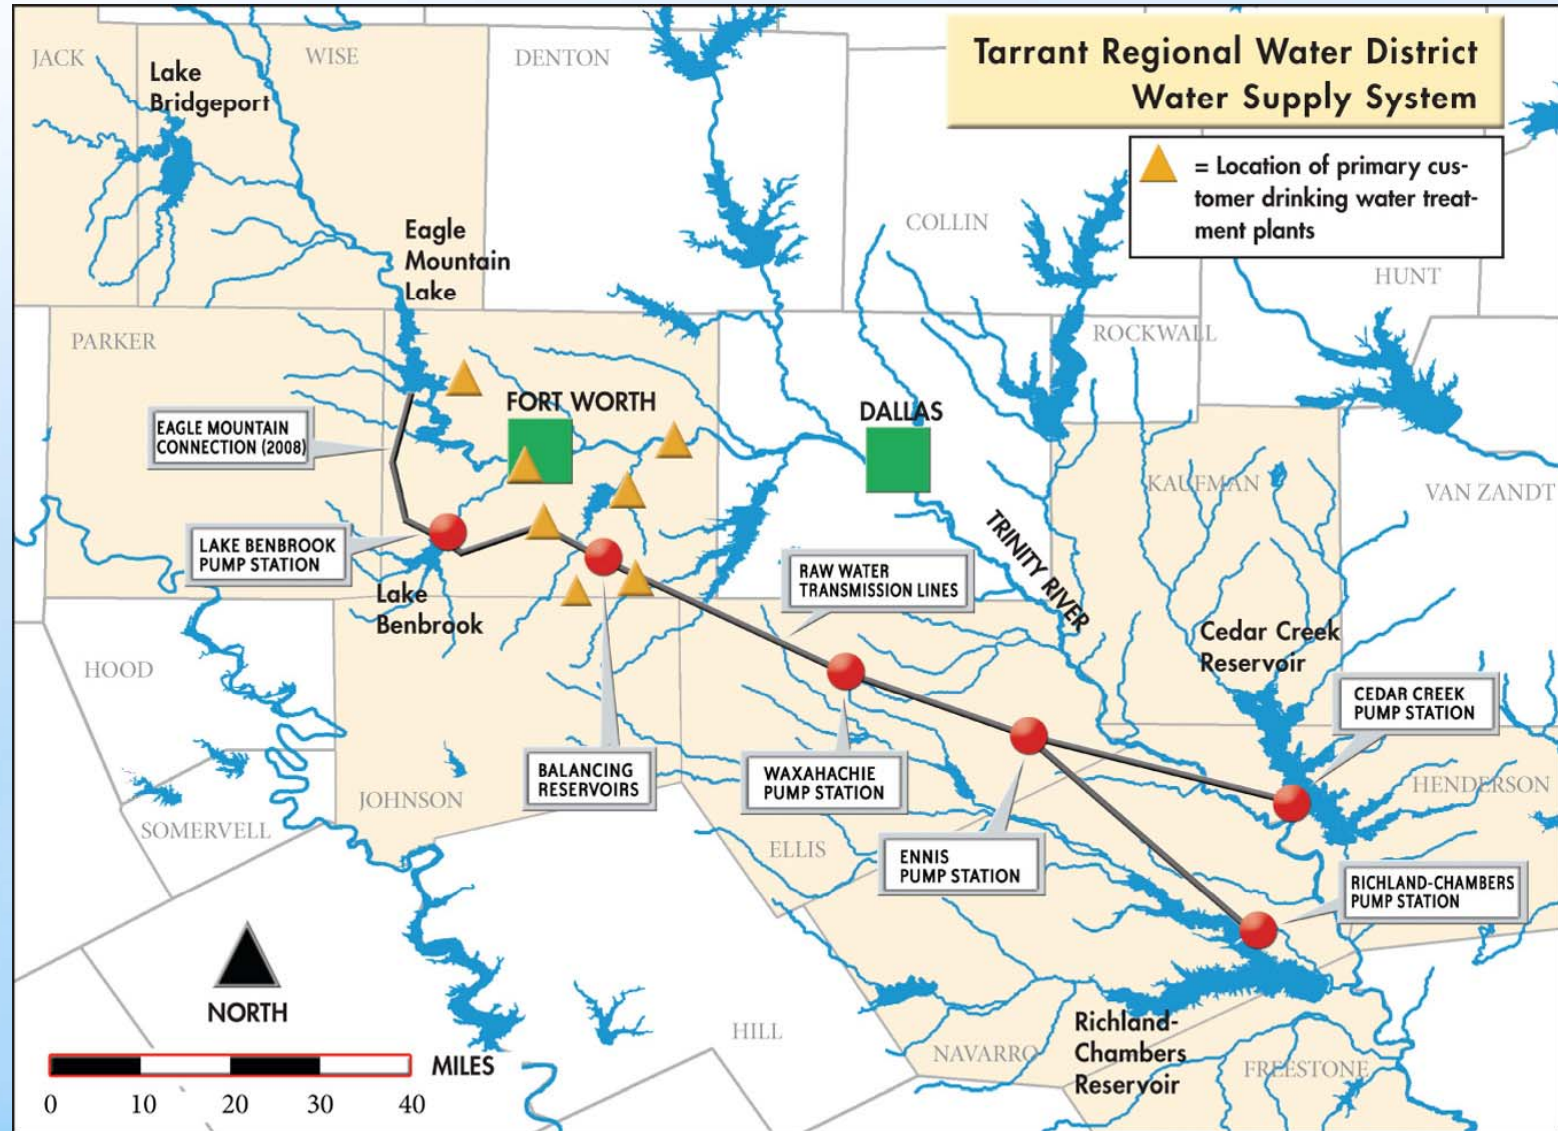 Tarrant Regional Water District
Water Supply System
= Location of primary cus-
tomer drinking water treat-
ment plants
JACK
WISE
DENTON
Lake
Bridgeport
COLLIN
HUNT
Eagle
Mountain
Lake
PARKER
ROCKWALL
FORT WORTH
DALLAS
EAGLE MOUNTAIN
CONNECTION (2008)
KAUFMAN
VAN ZANDT
TRINITY RIVER
LAKE BENBROOK
PUMP STATION
RAW WATER
TRANSMISSION LINES
Lake
Benbrook
Cedar Creek
Reservoir
HOOD
CEDAR CREEK
PUMP STATION
BALANCING
RESERVOIRS
WAXAHACHIE
PUMP STATION
HENDERSON
JOHNSON
SOMERVELL
ELLIS
ENNIS
PUMP STATION
RICHLAND-CHAMBERS
PUMP STATION
NORTH
HILL
Richland-
Chambers
Reservoir
NAVARRO
FREESTONE
MILES
0 10 20 30 40